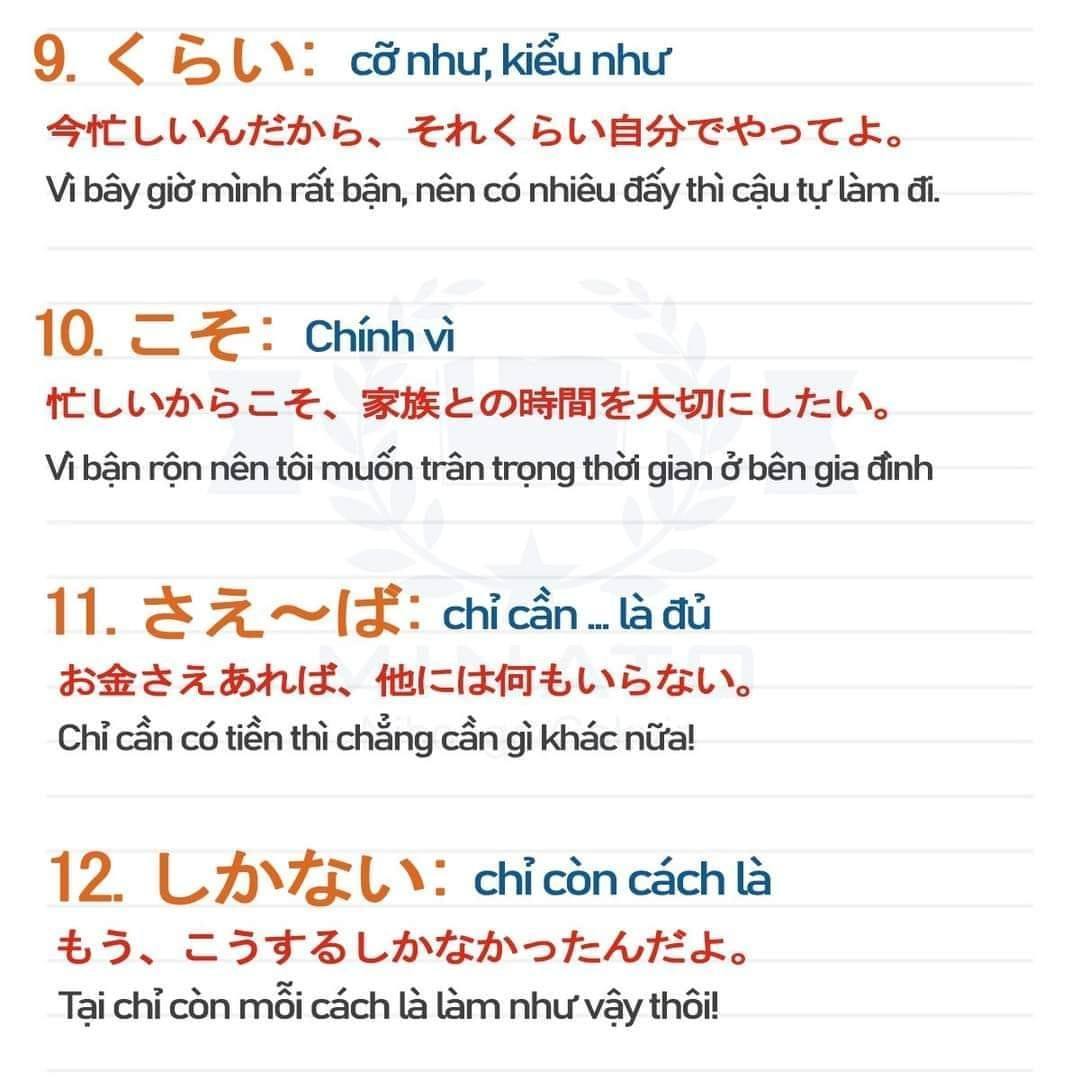 9. くらい: cỡ như, kiểu như
今忙しいんだから、それくらい自分でやってよ。
Vì bây giờ mình rất bận, nên có nhiêu đấy thì cậu tự làm đi.
10. こそ: Chính vì
忙しいからこそ、家族との時間を大切にしたい。
Vì bận rộn nên tôi muốn trân trọng thời gian ở bên gia đình
11. さえ～ば: chỉ cần ... là đủ
お金さえあれば、他には何もいらない。
MINATO
Chỉ cần có tiền thì chẳng cần gì khác nữa!
12. しかない: chỉ còn cách là
もう、こうするしかなかったんだよ。
Tại chỉ còn mỗi cách là làm như vậy thôi!